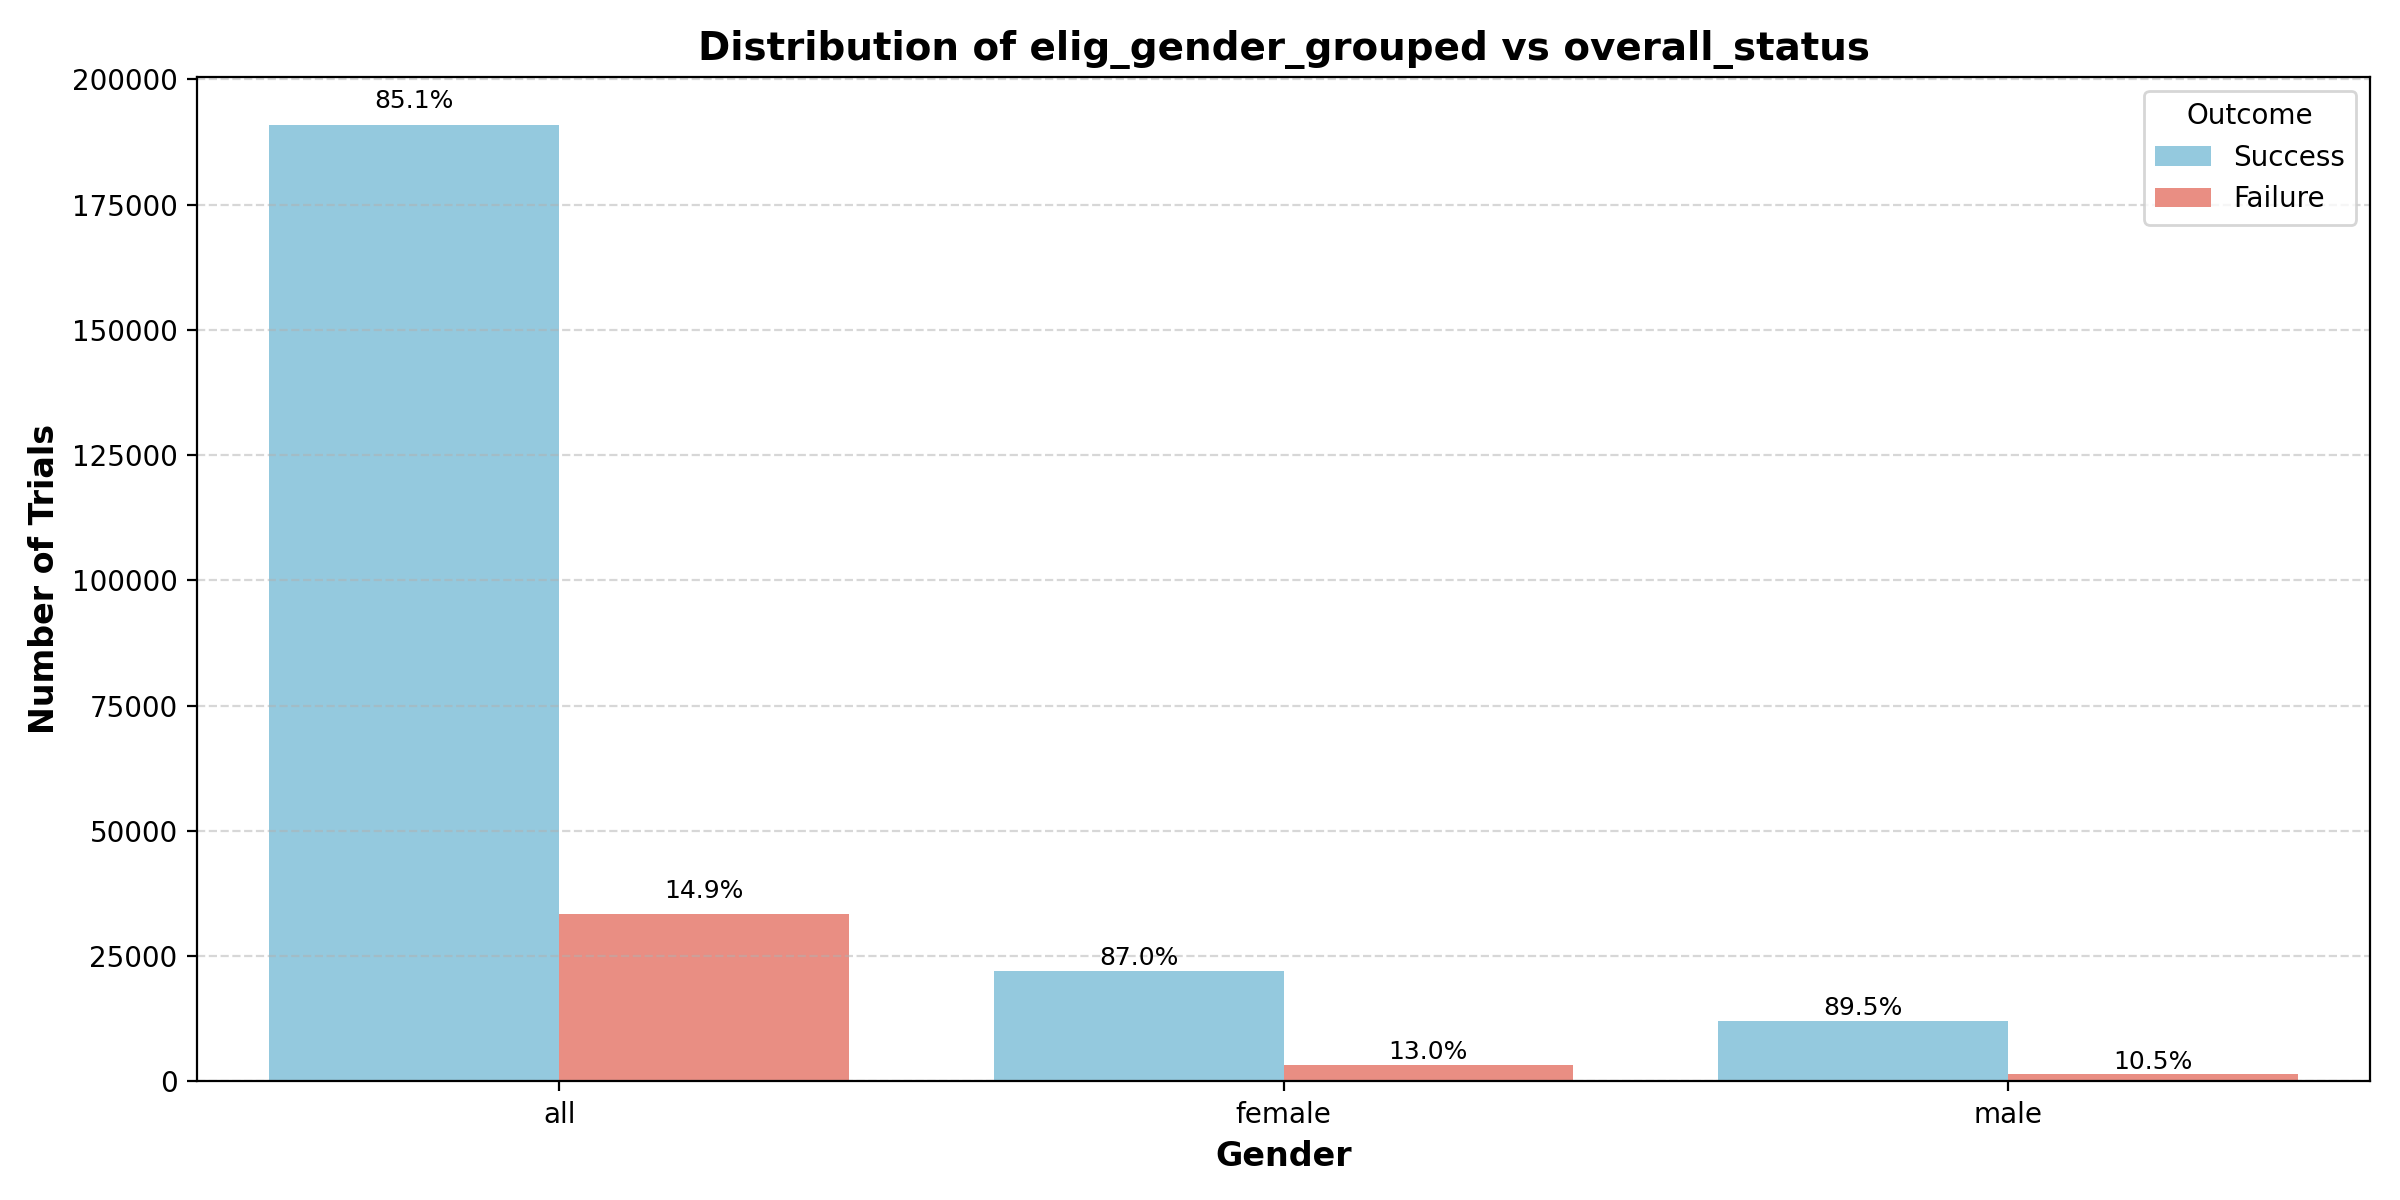 Distribution of elig_gender_grouped vs overall_status
200000
175000
150000
125000
100000
75000
50000
25000
0
Number of Trials
85.1%
14.9%
87.0%
13.0%
89.5%
10.5%
Outcome
Success
Failure
all
female
male
Gender